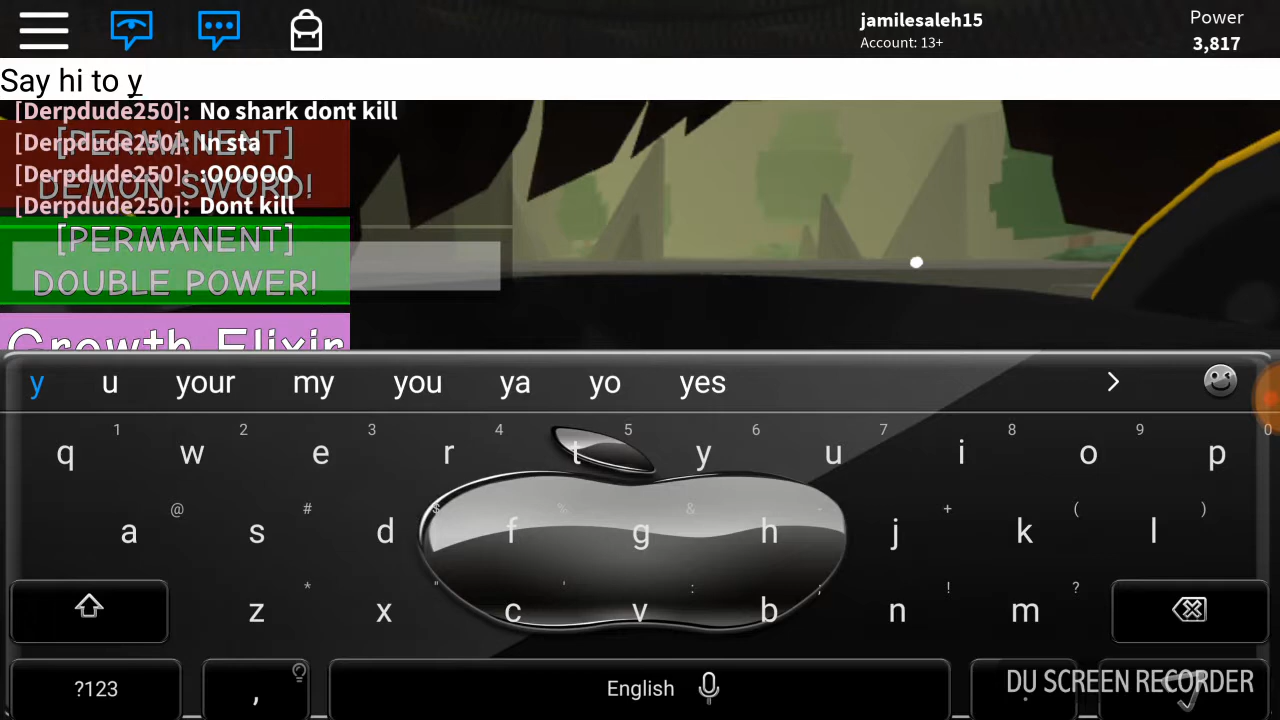 jamilesaleh15
Account: 13+
Power
3,817
Say hi to y
[Derpdude250]: No shark dont kill
[Derpdude250]: In sta
[Derpdude250]: :OOOOO
[Derpdude250]: Dont kill
[PERMANENT]
DEMON SWORD!
[PERMANENT]
DOUBLE POWER!
Growth Elixir
y u your my you ya yo yes
1 2 3 4 5 6 7 8 9 0
q w e r t y u i o p
@ # $ % & - + ( )
a s d f g h j k l
* " ' : ; ! ?
z x c v b n m
?123 , English .
DU SCREEN RECORDER